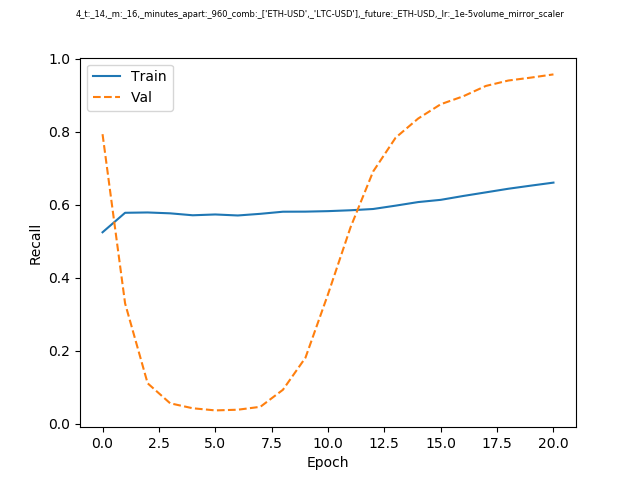 4_t:_14,_m:_16,_minutes_apart:_960_comb:_['ETH-USD',_'LTC-USD'],_future:_ETH-USD,_lr:_1e-5volume_mirror_scaler
1.0
Train
Val
0.8
0.6
Recall
0.4
0.2
0.0
0.0 2.5 5.0 7.5 10.0 12.5 15.0 17.5 20.0
Epoch